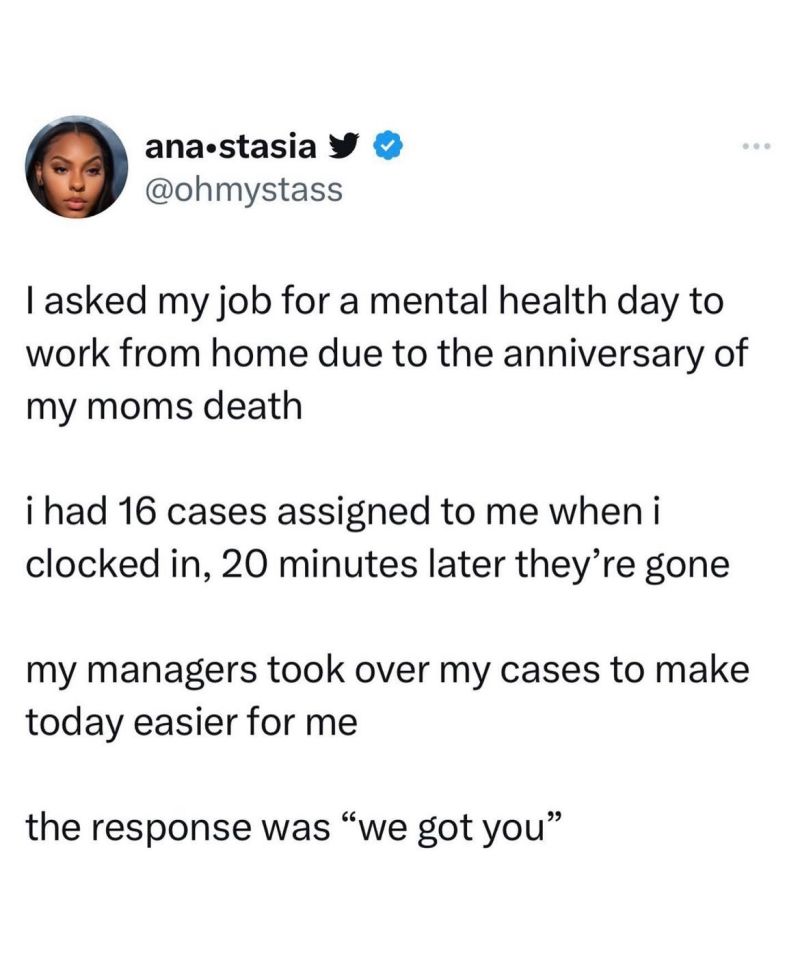 ana•stasia
@ohmystass
I asked my job for a mental health day to
work from home due to the anniversary of
my moms death
i had 16 cases assigned to me when i
clocked in, 20 minutes later they’re gone
my managers took over my cases to make
today easier for me
the response was “we got you”